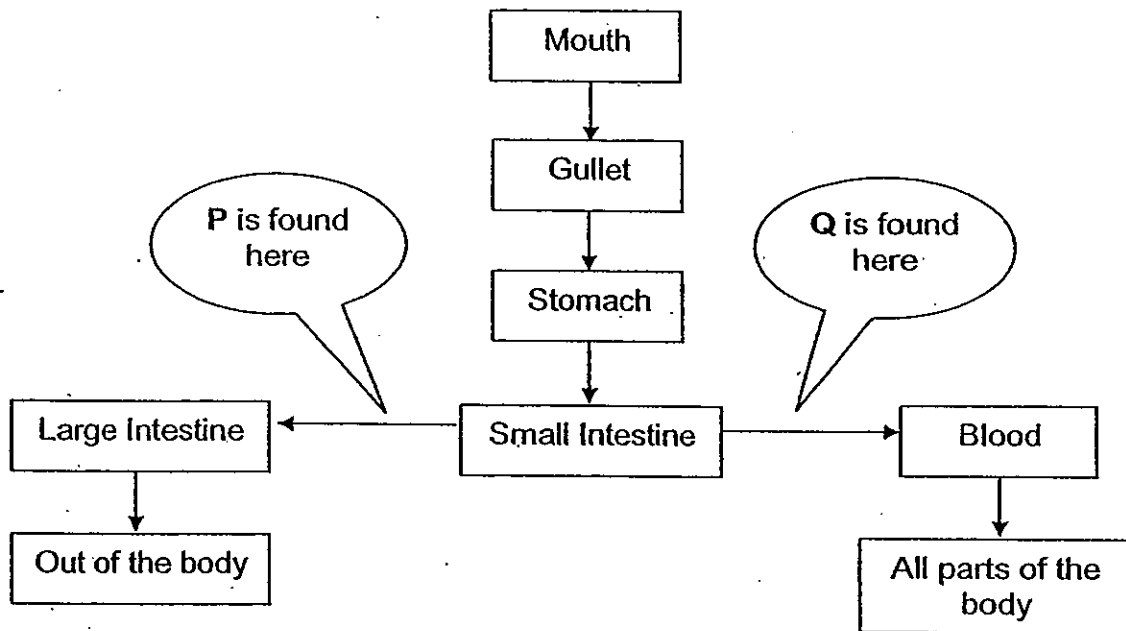 Mouth
Gullet
P is found
here
Q is found
here
Stomach
Large Intestine
Small Intestine
Blood
Out of the body
All parts of the
body